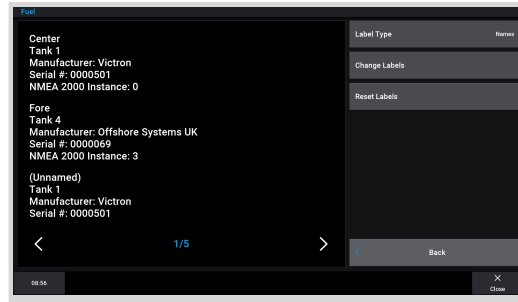 Fuel
Center
Tank 1
Manufacturer: Victron
Serial #: 0000501
NMEA 2000 Instance: 0
Fore
Tank 4
Manufacturer: Offshore Systems UK
Serial #: 0000069
NMEA 2000 Instance: 3
(Unnamed)
Tank 1
Manufacturer: Victron
Serial #: 0000501
1/5
Label Type Names
Change Labels
Reset Labels
Back
08:56
Close